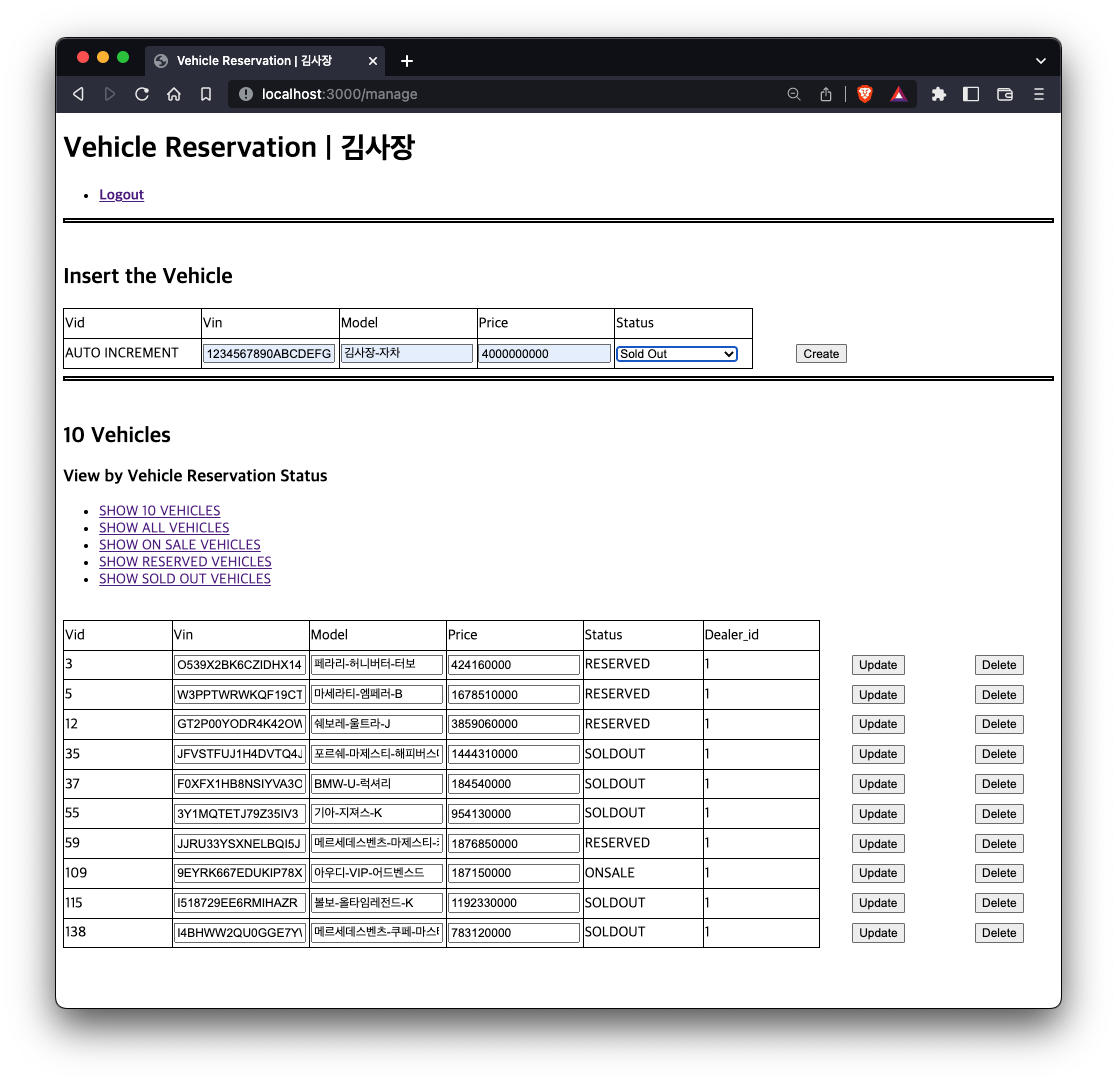 Vehicle Reservation | 김사장
localhost:3000/manage
Vehicle Reservation | 김사장
Logout
Insert the Vehicle
Vid Vin Model Price Status
AUTO INCREMENT 1234567890ABCDEFG 김사장-자차 4000000000 Sold Out Create
10 Vehicles
View by Vehicle Reservation Status
SHOW 10 VEHICLES
SHOW ALL VEHICLES
SHOW ON SALE VEHICLES
SHOW RESERVED VEHICLES
SHOW SOLD OUT VEHICLES
Vid Vin Model Price Status Dealer_id
3 O539X2BK6CZIDHX14 페라리-허니버터-터보 424160000 RESERVED 1 Update Delete
5 W3PPTWRWKQF19CT 마세라티-엠페러-B 1678510000 RESERVED 1 Update Delete
12 GT2P00YODR4K42OW 쉐보레-울트라-J 3859060000 RESERVED 1 Update Delete
35 JFVSTFUJ1H4DVTQ4J 포르쉐-마제스티-해피버스 1444310000 SOLDOUT 1 Update Delete
37 F0XFX1HB8NSIYVA3C BMW-U-럭셔리 184540000 SOLDOUT 1 Update Delete
55 3Y1MQTETJ79Z35IV3 기아-지져스-K 954130000 SOLDOUT 1 Update Delete
59 JJRU33YSXNELBQI5J 메르세데스벤츠-마제스티- 1876850000 RESERVED 1 Update Delete
109 9EYRK667EDUKIP78X 아우디-VIP-어드벤스드 187150000 ONSALE 1 Update Delete
115 I518729EE6RMIHAZR 볼보-올타임레전드-K 1192330000 SOLDOUT 1 Update Delete
138 I4BHWW2QU0GGE7Y 메르세데스벤츠-쿠페-마스 783120000 SOLDOUT 1 Update Delete